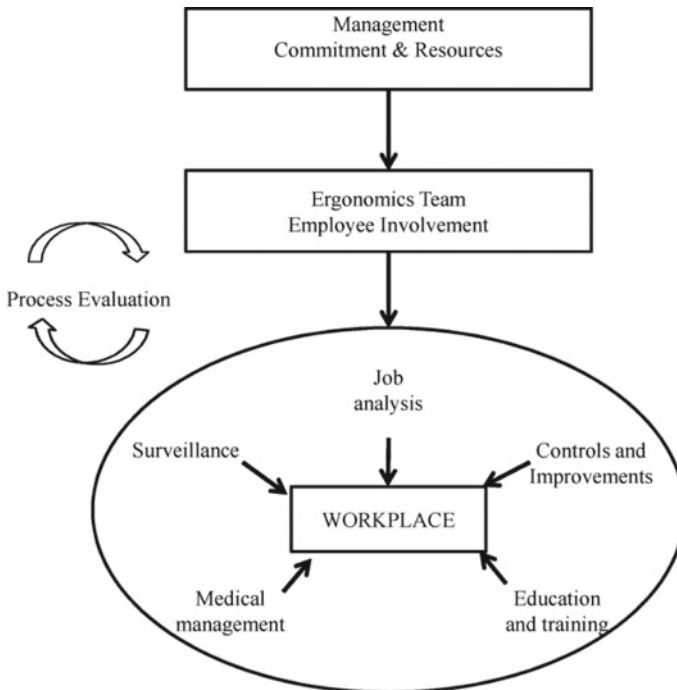 Management
Commitment & Resources
Ergonomics Team
Employee Involvement
Process Evaluation
Job
analysis
Surveillance
Controls and
Improvements
WORKPLACE
Medical
management
Education
and training